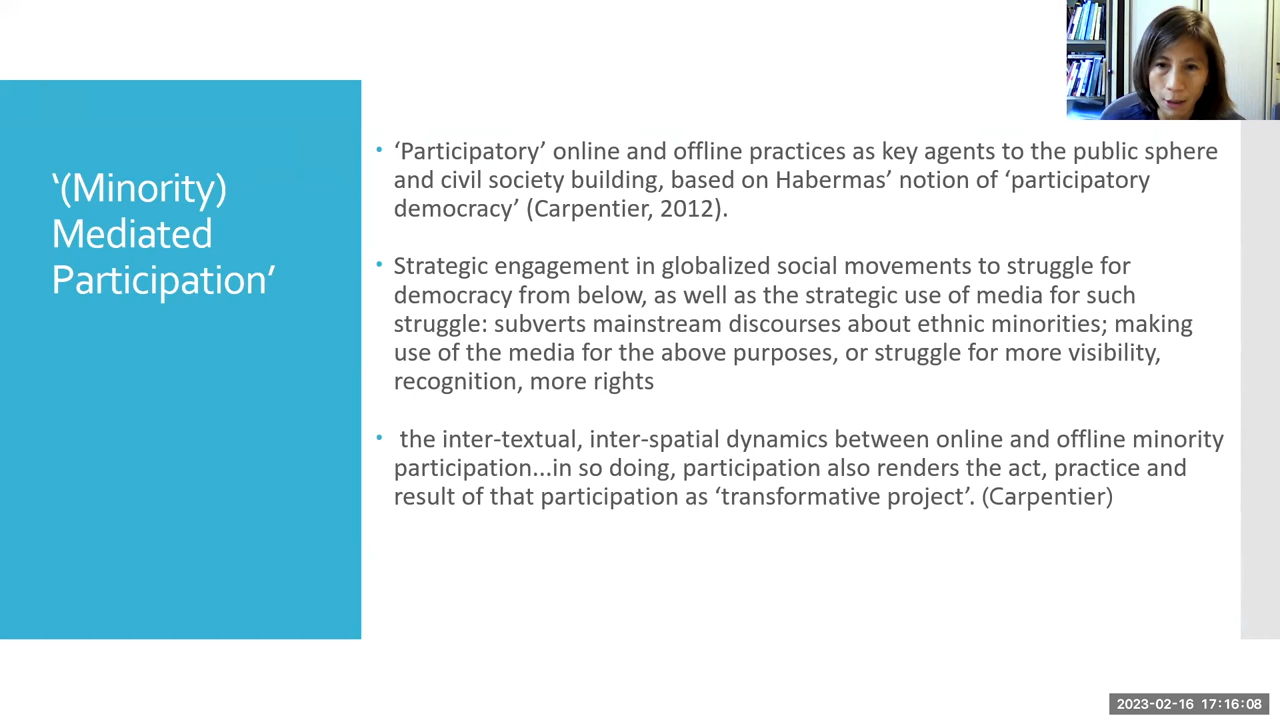 ‘(Minority)
Mediated
Participation’
• ‘Participatory’ online and offline practices as key agents to the public sphere
and civil society building, based on Habermas’ notion of ‘participatory
democracy’ (Carpentier, 2012).
• Strategic engagement in globalized social movements to struggle for
democracy from below, as well as the strategic use of media for such
struggle: subverts mainstream discourses about ethnic minorities; making
use of the media for the above purposes, or struggle for more visibility,
recognition, more rights
• the inter-textual, inter-spatial dynamics between online and offline minority
participation...in so doing, participation also renders the act, practice and
result of that participation as ‘transformative project’. (Carpentier)
2023-02-16 17:16:08